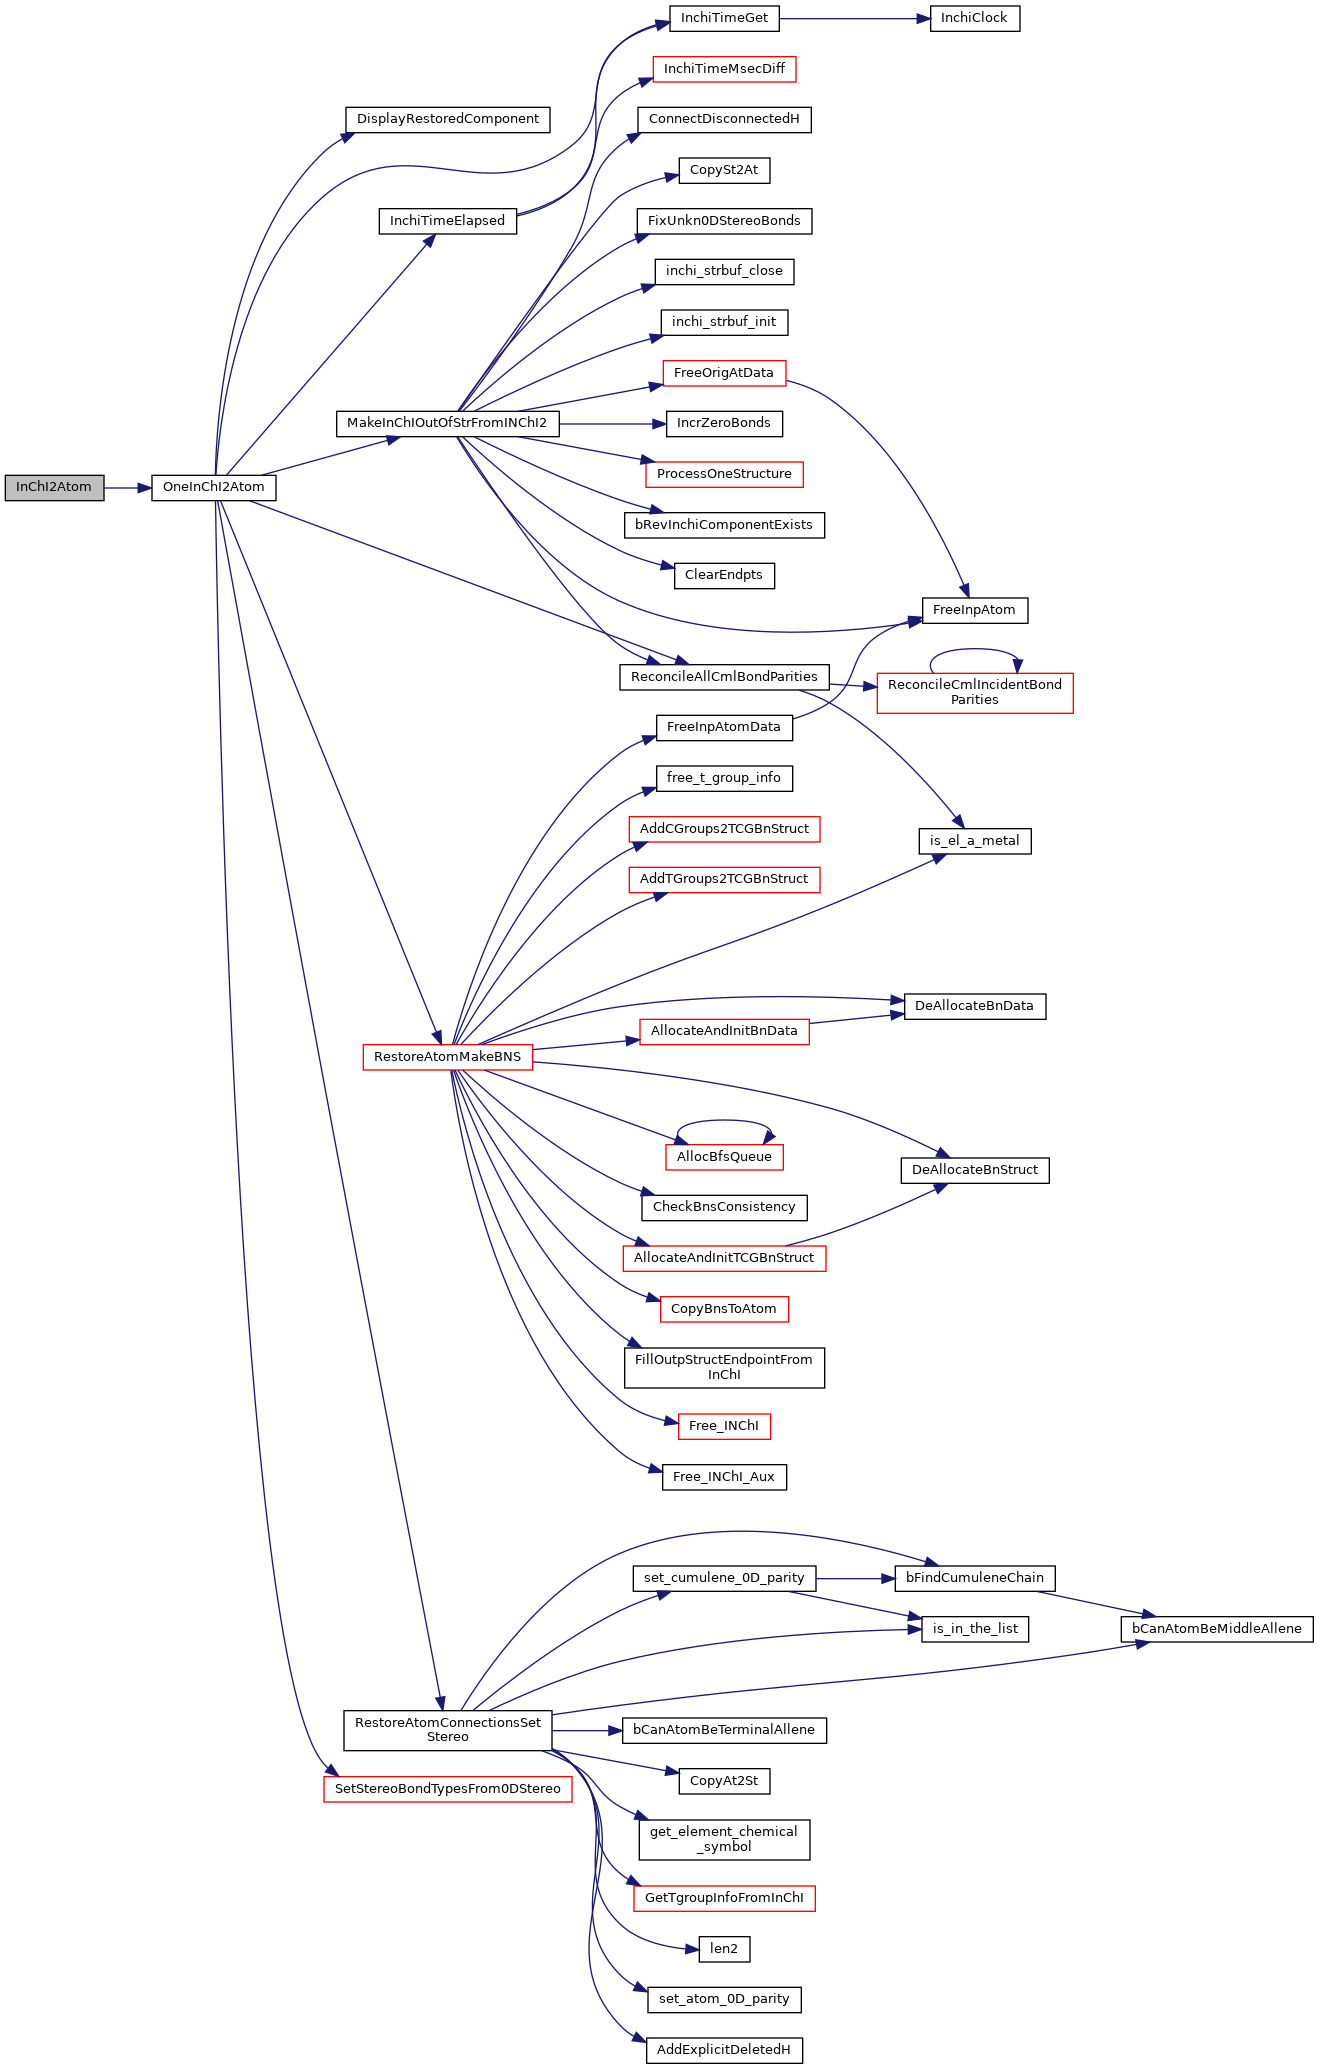 InchiTimeGet
InchiClock
InchiTimeMsecDiff
DisplayRestoredComponent
ConnectDisconnectedH
CopySt2At
InchiTimeElapsed
FixUnkn0DStereoBonds
inchi_strbuf_close
inchi_strbuf_init
FreeOrigAtData
MakeInChIOutOfStrFromINChI2
IncrZeroBonds
ProcessOneStructure
InChI2Atom
OneInChI2Atom
bRevInchiComponentExists
ClearEndpts
FreeInpAtom
ReconcileAllCmlBondParities
ReconcileCmlIncidentBond
Parities
FreeInpAtomData
free_t_group_info
AddCGroups2TCGBnStruct
is_el_a_metal
AddTGroups2TCGBnStruct
DeAllocateBnData
AllocateAndInitBnData
RestoreAtomMakeBNS
AllocBfsQueue
DeAllocateBnStruct
CheckBnsConsistency
AllocateAndInitTCGBnStruct
CopyBnsToAtom
FillOutpStructEndpointFrom
InChI
Free_INChI
Free_INChI_Aux
set_cumulene_0D_parity
bFindCumuleneChain
is_in_the_list
bCanAtomBeMiddleAllene
RestoreAtomConnectionsSet
Stereo
bCanAtomBeTerminalAllene
CopyAt2St
SetStereoBondTypesFrom0DStereo
get_element_chemical
_symbol
GetTgroupInfoFromInChI
len2
set_atom_0D_parity
AddExplicitDeletedH